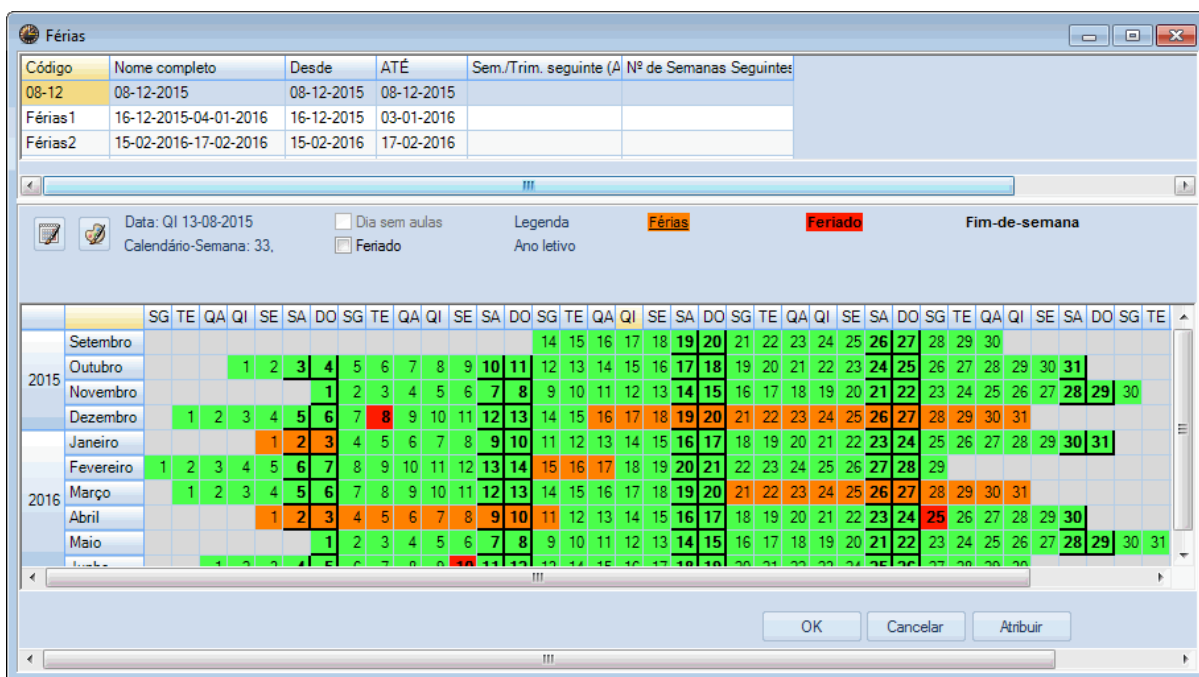 Férias
Código Nome completo Desde ATÉ Sem./Trim. seguinte (A Nº de Semanas Seguintes
08-12 08-12-2015 08-12-2015 08-12-2015
Férias1 16-12-2015-04-01-2016 16-12-2015 03-01-2016
Férias2 15-02-2016-17-02-2016 15-02-2016 17-02-2016
Data: QI 13-08-2015 Dia sem aulas Legenda Férias Feriado Fim-de-semana
Calendário-Semana: 33, Feriado Ano letivo
SG TE QA QI SE SA DO SG TE QA QI SE SA DO SG TE QA QI SE SA DO SG TE QA QI SE SA DO SG TE QA QI SE SA DO SG TE
Setembro 14 15 16 17 18 19 20 21 22 23 24 25 26 27 28 29 30
2015
Outubro 1 2 3 4 5 6 7 8 9 10 11 12 13 14 15 16 17 18 19 20 21 22 23 24 25 26 27 28 29 30 31
Novembro 1 2 3 4 5 6 7 8 9 10 11 12 13 14 15 16 17 18 19 20 21 22 23 24 25 26 27 28 29 30
Dezembro 1 2 3 4 5 6 7 8 9 10 11 12 13 14 15 16 17 18 19 20 21 22 23 24 25 26 27 28 29 30 31
Janeiro 1 2 3 4 5 6 7 8 9 10 11 12 13 14 15 16 17 18 19 20 21 22 23 24 25 26 27 28 29 30 31
Fevereiro 1 2 3 4 5 6 7 8 9 10 11 12 13 14 15 16 17 18 19 20 21 22 23 24 25 26 27 28 29
2016
Março 1 2 3 4 5 6 7 8 9 10 11 12 13 14 15 16 17 18 19 20 21 22 23 24 25 26 27 28 29 30 31
Abril 1 2 3 4 5 6 7 8 9 10 11 12 13 14 15 16 17 18 19 20 21 22 23 24 25 26 27 28 29 30
Maio 1 2 3 4 5 6 7 8 9 10 11 12 13 14 15 16 17 18 19 20 21 22 23 24 25 26 27 28 29 30 31
OK Cancelar Atribuir